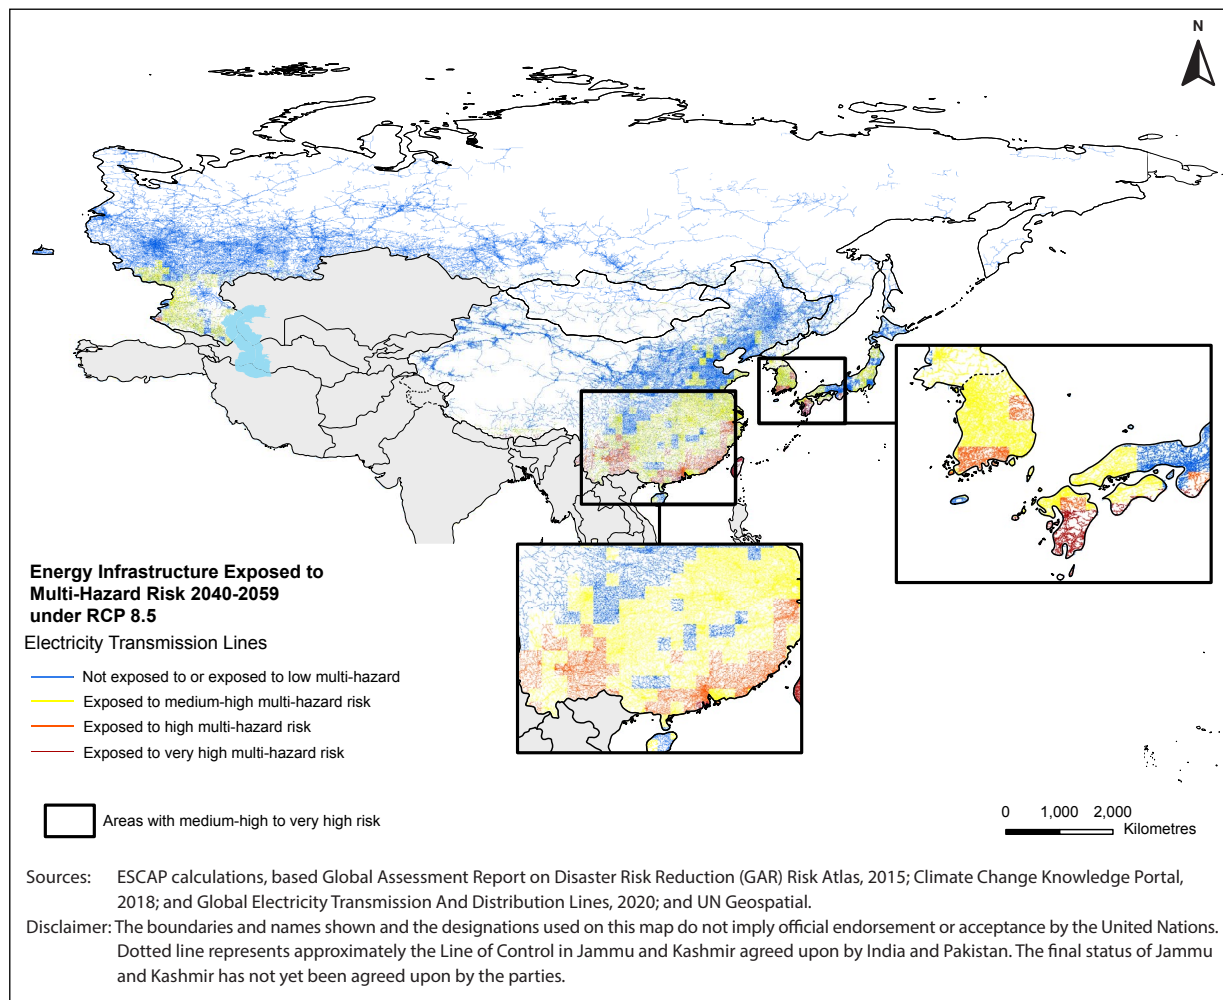 N
Energy Infrastructure Exposed to
Multi-Hazard Risk 2040-2059
under RCP 8.5
Electricity Transmission Lines
Not exposed to or exposed to low multi-hazard
Exposed to medium-high multi-hazard risk
Exposed to high multi-hazard risk
Exposed to very high multi-hazard risk
Areas with medium-high to very high risk
0 1,000 2,000
Kilometres
Sources: ESCAP calculations, based Global Assessment Report on Disaster Risk Reduction (GAR) Risk Atlas, 2015; Climate Change Knowledge Portal,
2018; and Global Electricity Transmission And Distribution Lines, 2020; and UN Geospatial.
Disclaimer: The boundaries and names shown and the designations used on this map do not imply official endorsement or acceptance by the United Nations.
Dotted line represents approximately the Line of Control in Jammu and Kashmir agreed upon by India and Pakistan. The final status of Jammu
and Kashmir has not yet been agreed upon by the parties.